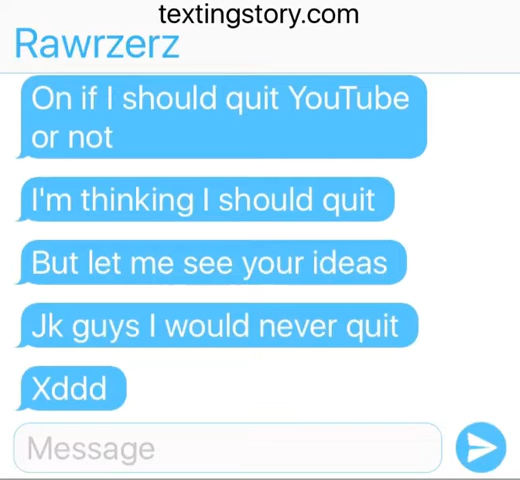 textingstory.com
Rawrzerz
On if I should quit YouTube
or not
I'm thinking I should quit
But let me see your ideas
Jk guys I would never quit
Xddd
Message